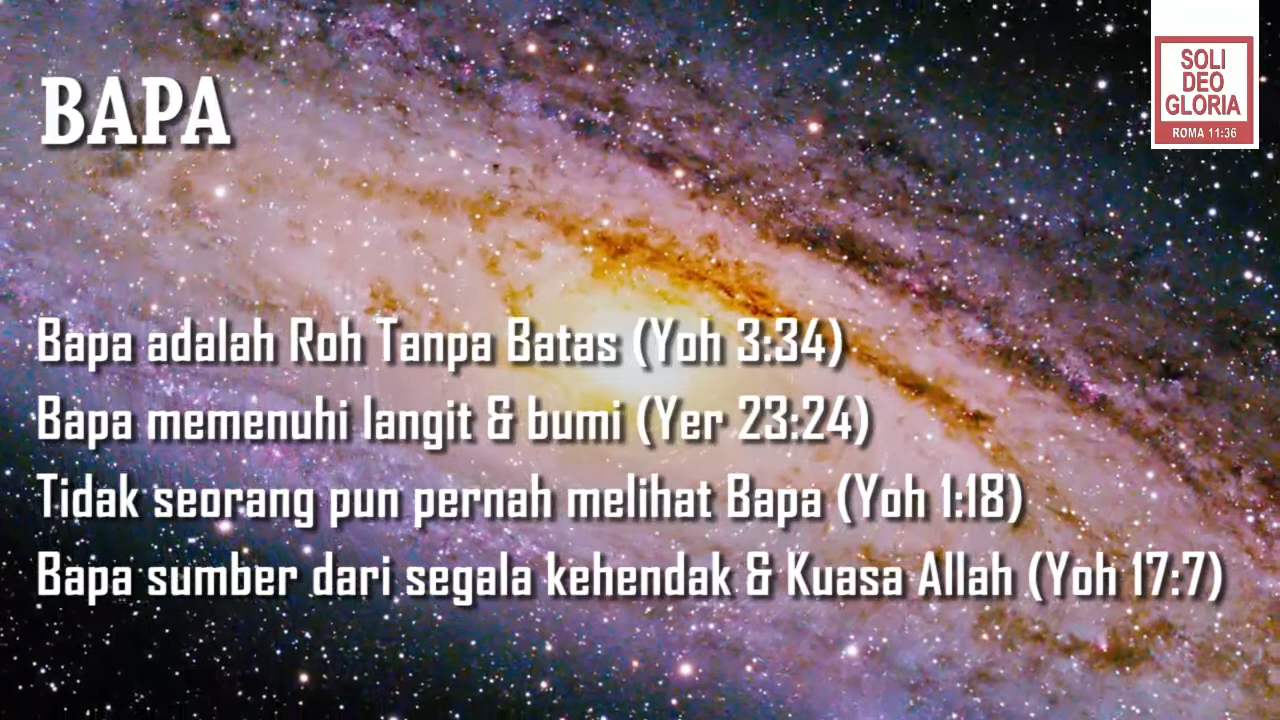 BAPA
SOLI
DEO
GLORIA
ROMA 11:36
Bapa adalah Roh Tanpa Batas (Yoh 3:34)
Bapa memenuhi langit & bumi (Yer 23:24)
Tidak seorang pun pernah melihat Bapa (Yoh 1:18)
Bapa sumber dari segala kehendak & Kuasa Allah (Yoh 17:7)